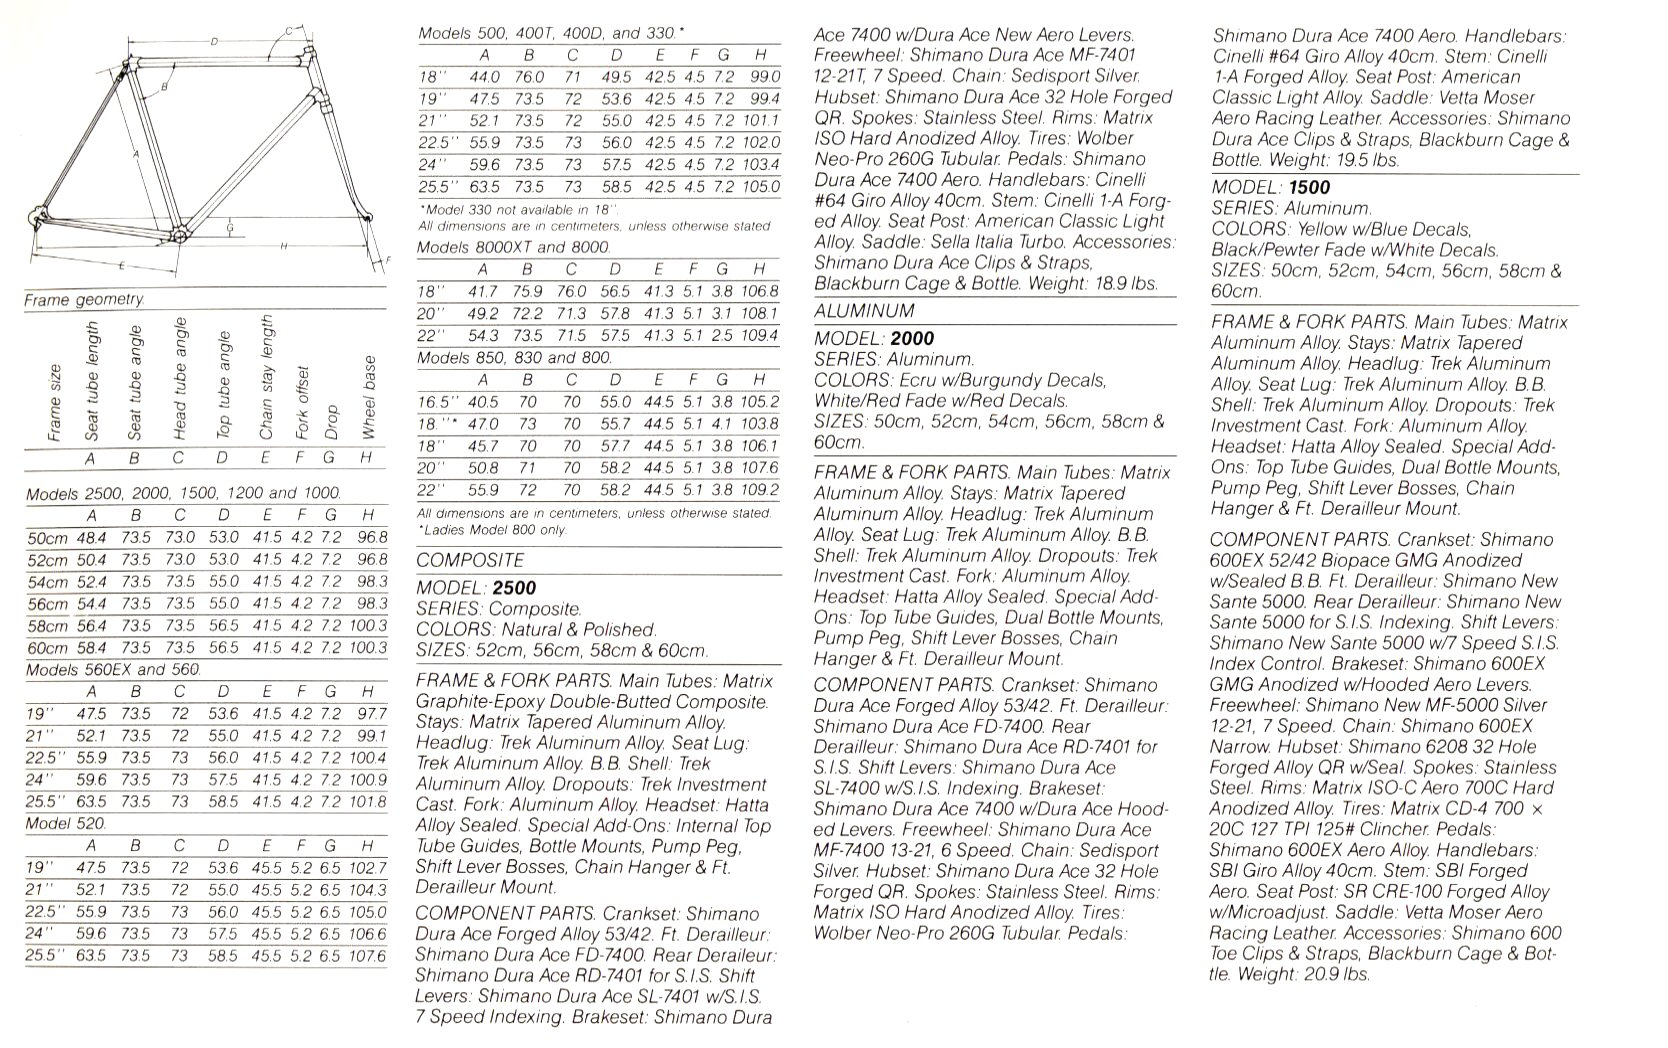 D
C
B
A
G
H
E
F
Frame geometry.
Frame size
Seat tube length
Seat tube angle
Head tube angle
Top tube angle
Chain stay length
Fork offset
Drop
Wheel base
A B C D E F G H
Models 2500, 2000, 1500, 1200 and 1000.
A B C D E F G H
50cm 48.4 73.5 73.0 53.0 41.5 4.2 7.2 96.8
52cm 50.4 73.5 73.0 53.0 41.5 4.2 7.2 96.8
54cm 52.4 73.5 73.5 55.0 41.5 4.2 7.2 98.3
56cm 54.4 73.5 73.5 55.0 41.5 4.2 7.2 98.3
58cm 56.4 73.5 73.5 56.5 41.5 4.2 7.2 100.3
60cm 58.4 73.5 73.5 56.5 41.5 4.2 7.2 100.3
Models 560EX and 560.
A B C D E F G H
19" 47.5 73.5 72 53.6 41.5 4.2 7.2 97.7
21" 52.1 73.5 72 55.0 41.5 4.2 7.2 99.1
22.5" 55.9 73.5 73 56.0 41.5 4.2 7.2 100.4
24" 59.6 73.5 73 57.5 41.5 4.2 7.2 100.9
25.5" 63.5 73.5 73 58.5 41.5 4.2 7.2 101.8
Model 520.
A B C D E F G H
19" 47.5 73.5 72 53.6 45.5 5.2 6.5 102.7
21" 52.1 73.5 72 55.0 45.5 5.2 6.5 104.3
22.5" 55.9 73.5 73 56.0 45.5 5.2 6.5 105.0
24" 59.6 73.5 73 57.5 45.5 5.2 6.5 106.6
25.5" 63.5 73.5 73 58.5 45.5 5.2 6.5 107.6
Models 500, 400T, 400D, and 330.*
A B C D E F G H
18" 44.0 76.0 71 49.5 42.5 4.5 7.2 99.0
19" 47.5 73.5 72 53.6 42.5 4.5 7.2 99.4
21" 52.1 73.5 72 55.0 42.5 4.5 7.2 101.1
22.5" 55.9 73.5 73 56.0 42.5 4.5 7.2 102.0
24" 59.6 73.5 73 57.5 42.5 4.5 7.2 103.4
25.5" 63.5 73.5 73 58.5 42.5 4.5 7.2 105.0
*Model 330 not available in 18".
All dimensions are in centimeters, unless otherwise stated
Models 8000XT and 8000.
A B C D E F G H
18" 41.7 75.9 76.0 56.5 41.3 5.1 3.8 106.8
20" 49.2 72.2 71.3 57.8 41.3 5.1 3.1 108.1
22" 54.3 73.5 71.5 57.5 41.3 5.1 2.5 109.4
Models 850, 830 and 800.
A B C D E F G H
16.5" 40.5 70 70 55.0 44.5 5.1 3.8 105.2
18."* 47.0 73 70 55.7 44.5 5.1 4.1 103.8
18" 45.7 70 70 57.7 44.5 5.1 3.8 106.1
20" 50.8 71 70 58.2 44.5 5.1 3.8 107.6
22" 55.9 72 70 58.2 44.5 5.1 3.8 109.2
All dimensions are in centimeters, unless otherwise stated.
*Ladies Model 800 only.
COMPOSITE
MODEL: 2500
SERIES: Composite.
COLORS: Natural & Polished.
SIZES: 52cm, 56cm, 58cm & 60cm.
FRAME & FORK PARTS. Main Tubes: Matrix
Graphite-Epoxy Double-Butted Composite.
Stays: Matrix Tapered Aluminum Alloy.
Headlug: Trek Aluminum Alloy. Seat Lug:
Trek Aluminum Alloy. B.B. Shell: Trek
Aluminum Alloy. Dropouts: Trek Investment
Cast. Fork: Aluminum Alloy. Headset: Hatta
Alloy Sealed. Special Add-Ons: Internal Top
Tube Guides, Bottle Mounts, Pump Peg,
Shift Lever Bosses, Chain Hanger & Ft.
Derailleur Mount.
COMPONENT PARTS. Crankset: Shimano
Dura Ace Forged Alloy 53/42. Ft. Derailleur:
Shimano Dura Ace FD-7400. Rear Deraileur:
Shimano Dura Ace RD-7401 for S.I.S. Shift
Levers: Shimano Dura Ace SL-7401 w/S.I.S.
7 Speed Indexing. Brakeset: Shimano Dura
Ace 7400 w/Dura Ace New Aero Levers.
Freewheel: Shimano Dura Ace MF-7401
12-21T, 7 Speed. Chain: Sedisport Silver.
Hubset: Shimano Dura Ace 32 Hole Forged
QR. Spokes: Stainless Steel. Rims: Matrix
ISO Hard Anodized Alloy. Tires: Wolber
Neo-Pro 260G Tubular. Pedals: Shimano
Dura Ace 7400 Aero. Handlebars: Cinelli
#64 Giro Alloy 40cm. Stem: Cinelli 1-A Forg-
ed Alloy. Seat Post: American Classic Light
Alloy. Saddle: Sella Italia Turbo. Accessories:
Shimano Dura Ace Clips & Straps,
Blackburn Cage & Bottle. Weight: 18.9 lbs.
ALUMINUM
MODEL: 2000
SERIES: Aluminum.
COLORS: Ecru w/Burgundy Decals,
White/Red Fade w/Red Decals.
SIZES: 50cm, 52cm, 54cm, 56cm, 58cm &
60cm.
FRAME & FORK PARTS. Main Tubes: Matrix
Aluminum Alloy. Stays: Matrix Tapered
Aluminum Alloy. Headlug: Trek Aluminum
Alloy. Seat Lug: Trek Aluminum Alloy. B.B.
Shell: Trek Aluminum Alloy. Dropouts: Trek
Investment Cast. Fork: Aluminum Alloy.
Headset: Hatta Alloy Sealed. Special Add-
Ons: Top Tube Guides, Dual Bottle Mounts,
Pump Peg, Shift Lever Bosses, Chain
Hanger & Ft. Derailleur Mount.
COMPONENT PARTS. Crankset: Shimano
Dura Ace Forged Alloy 53/42. Ft. Derailleur:
Shimano Dura Ace FD-7400. Rear
Derailleur: Shimano Dura Ace RD-7401 for
S.I.S. Shift Levers: Shimano Dura Ace
SL-7400 w/S.I.S. Indexing. Brakeset:
Shimano Dura Ace 7400 w/Dura Ace Hood-
ed Levers. Freewheel: Shimano Dura Ace
MF-7400 13-21, 6 Speed. Chain: Sedisport
Silver. Hubset: Shimano Dura Ace 32 Hole
Forged QR. Spokes: Stainless Steel. Rims:
Matrix ISO Hard Anodized Alloy. Tires:
Wolber Neo-Pro 260G Tubular. Pedals:
Shimano Dura Ace 7400 Aero. Handlebars:
Cinelli #64 Giro Alloy 40cm. Stem: Cinelli
1-A Forged Alloy. Seat Post: American
Classic Light Alloy. Saddle: Vetta Moser
Aero Racing Leather. Accessories: Shimano
Dura Ace Clips & Straps, Blackburn Cage &
Bottle. Weight: 19.5 lbs.
MODEL: 1500
SERIES: Aluminum.
COLORS: Yellow w/Blue Decals,
Black/Pewter Fade w/White Decals.
SIZES: 50cm, 52cm, 54cm, 56cm, 58cm &
60cm.
FRAME & FORK PARTS. Main Tubes: Matrix
Aluminum Alloy. Stays: Matrix Tapered
Aluminum Alloy. Headlug: Trek Aluminum
Alloy. Seat Lug: Trek Aluminum Alloy. B.B.
Shell: Trek Aluminum Alloy. Dropouts: Trek
Investment Cast. Fork: Aluminum Alloy.
Headset: Hatta Alloy Sealed. Special Add-
Ons: Top Tube Guides, Dual Bottle Mounts,
Pump Peg, Shift Lever Bosses, Chain
Hanger & Ft. Derailleur Mount.
COMPONENT PARTS. Crankset: Shimano
600EX 52/42 Biopace GMG Anodized
w/Sealed B.B. Ft. Derailleur: Shimano New
Sante 5000. Rear Derailleur: Shimano New
Sante 5000 for S.I.S. Indexing. Shift Levers:
Shimano New Sante 5000 w/7 Speed S.I.S.
Index Control. Brakeset: Shimano 600EX
GMG Anodized w/Hooded Aero Levers.
Freewheel: Shimano New MF-5000 Silver
12-21, 7 Speed. Chain: Shimano 600EX
Narrow. Hubset: Shimano 6208 32 Hole
Forged Alloy QR w/Seal. Spokes: Stainless
Steel. Rims: Matrix ISO-C Aero 700C Hard
Anodized Alloy. Tires: Matrix CD-4 700 ×
20C 127 TPI 125# Clincher. Pedals:
Shimano 600EX Aero Alloy. Handlebars:
SBI Giro Alloy 40cm. Stem: SBI Forged
Aero. Seat Post: SR CRE-100 Forged Alloy
w/Microadjust. Saddle: Vetta Moser Aero
Racing Leather. Accessories: Shimano 600
Toe Clips & Straps, Blackburn Cage & Bot-
tle. Weight: 20.9 lbs.